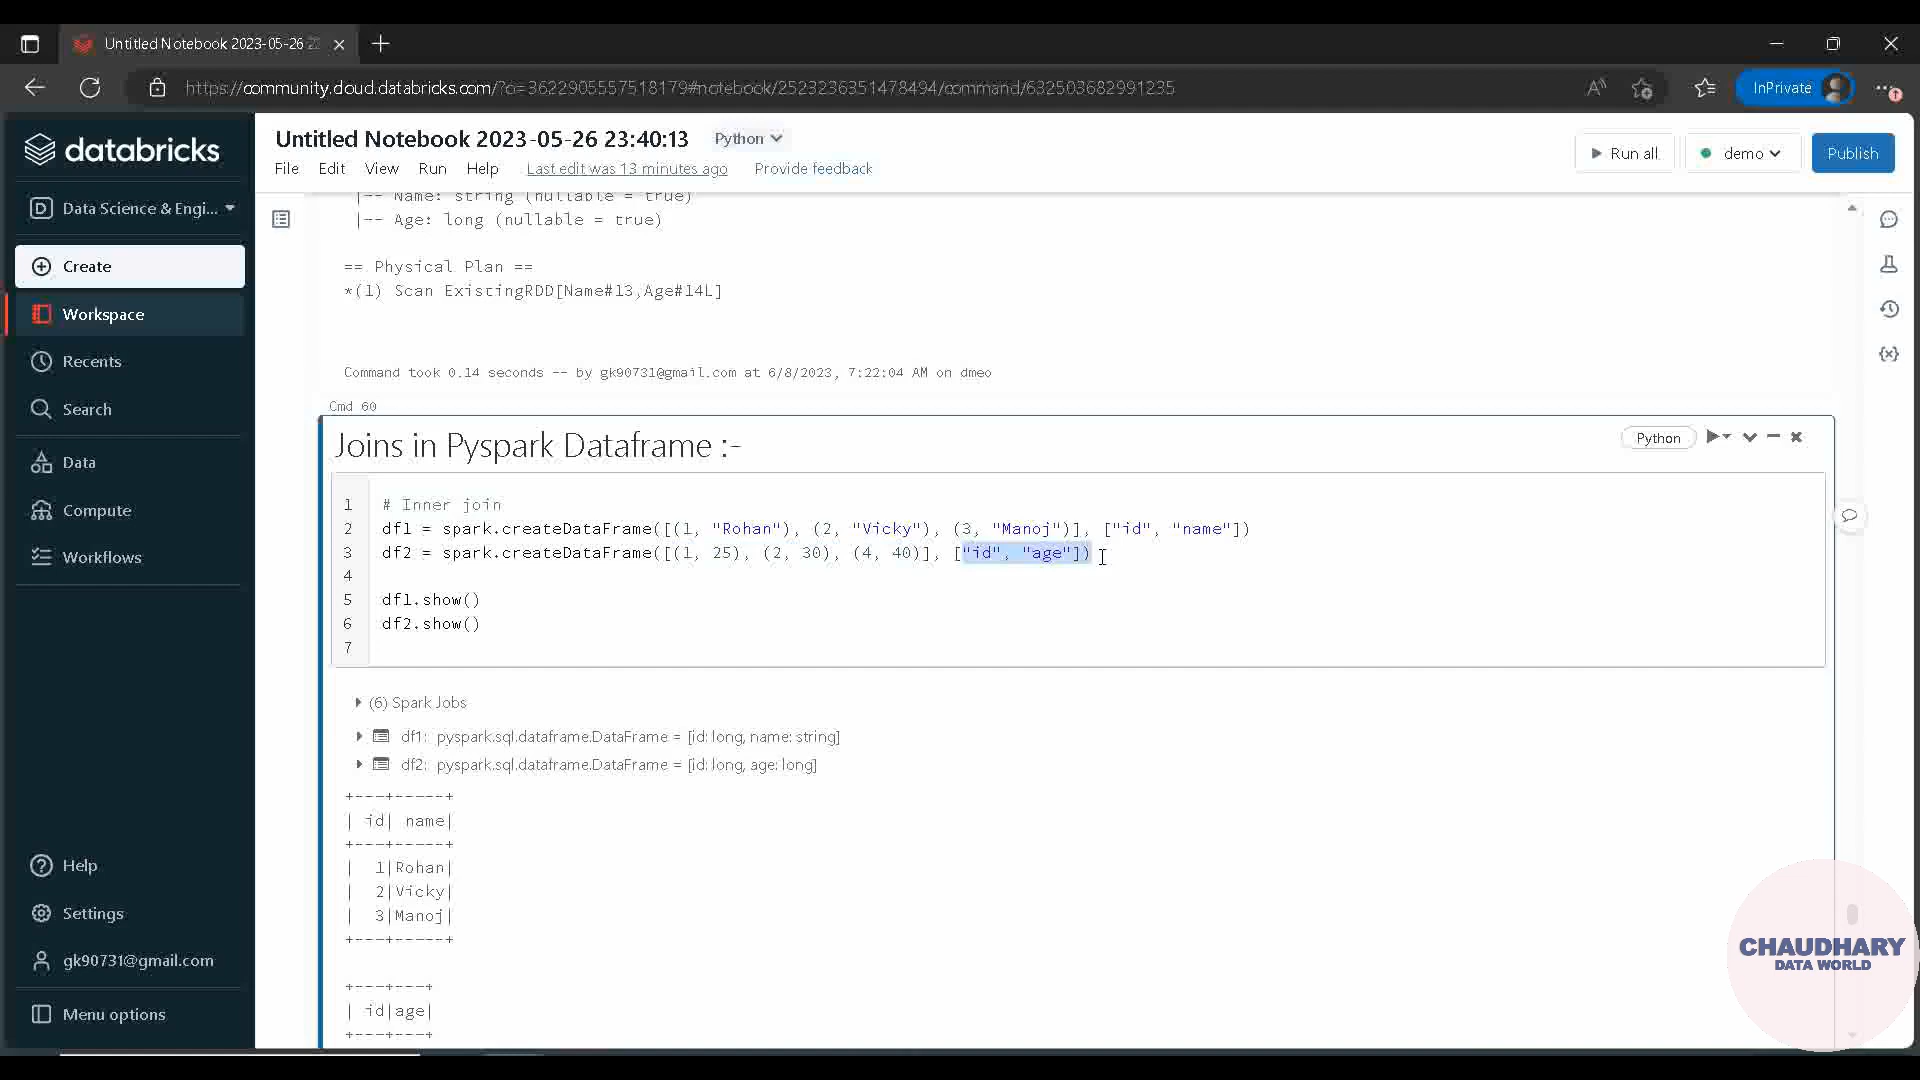 Untitled Notebook 2023-05-26 23
https://community.cloud.databricks.com/?o=3622905557518179#notebook/2523236351478494/command/632503682991235
InPrivate
databricks
Untitled Notebook 2023-05-26 23:40:13
Python
File Edit View Run Help Last edit was 13 minutes ago Provide feedback
Run all
demo
Publish
Data Science & Engi...
Create
Workspace
Recents
Search
Data
Compute
Workflows
Help
Settings
gk90731@gmail.com
Menu options
|-- Name: string (nullable = true)
|-- Age: long (nullable = true)
== Physical Plan ==
*(1) Scan ExistingRDD[Name#13,Age#14L]
Command took 0.14 seconds -- by gk90731@gmail.com at 6/8/2023, 7:22:04 AM on dmeo
Cmd 60
Joins in Pyspark Dataframe :-
Python
1 # Inner join
2 df1 = spark.createDataFrame([(1, "Rohan"), (2, "Vicky"), (3, "Manoj")], ["id", "name"])
3 df2 = spark.createDataFrame([(1, 25), (2, 30), (4, 40)], ["id", "age"])
4
5 df1.show()
6 df2.show()
7
(6) Spark Jobs
df1: pyspark.sql.dataframe.DataFrame = [id: long, name: string]
df2: pyspark.sql.dataframe.DataFrame = [id: long, age: long]
+---+-----+
| id| name|
+---+-----+
|  1|Rohan|
|  2|Vicky|
|  3|Manoj|
+---+-----+
+---+---+
| id|age|
+---+---+
CHAUDHARY
DATA WORLD